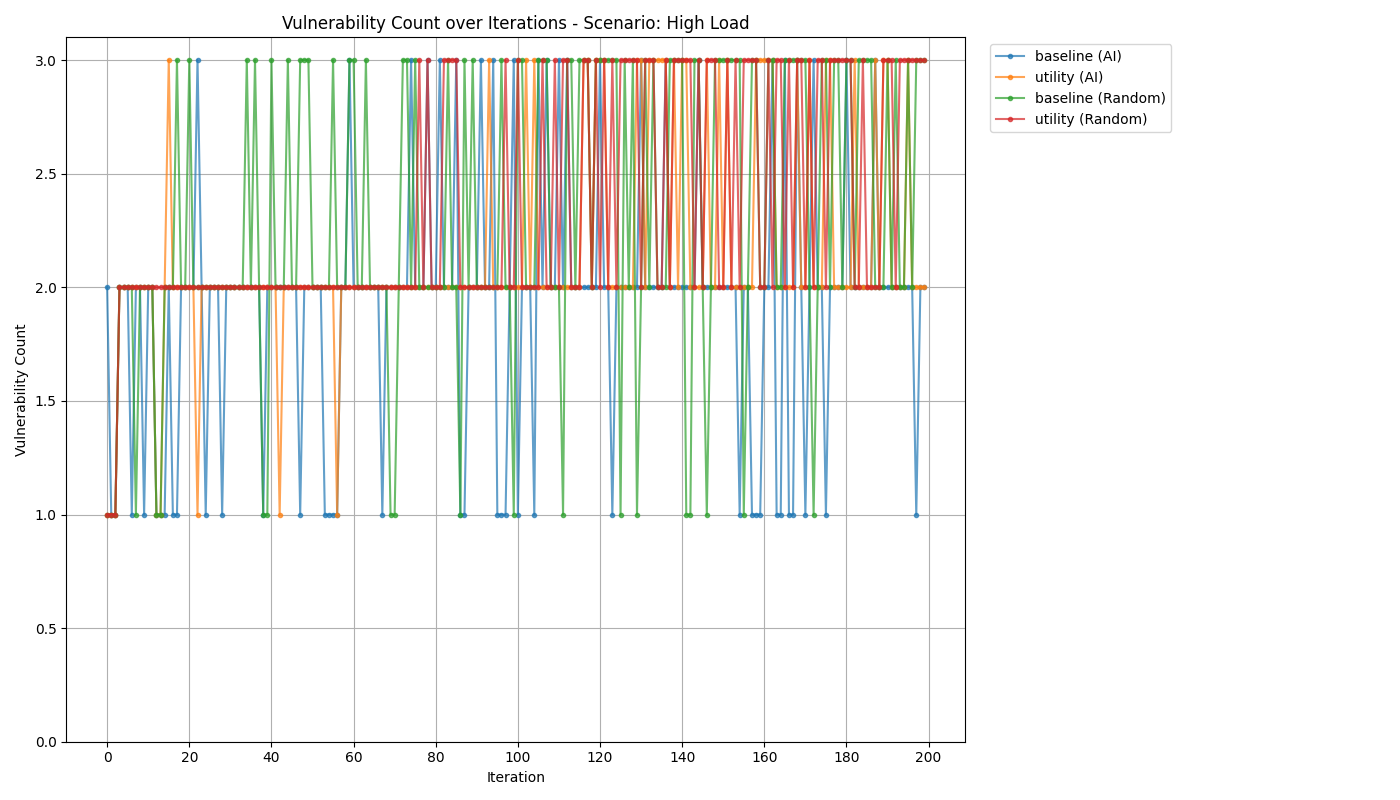 Vulnerability Count over Iterations - Scenario: High Load
3.0
2.5
2.0
1.5
1.0
0.5
0.0
Vulnerability Count
0 20 40 60 80 100 120 140 160 180 200
Iteration
baseline (AI)
utility (AI)
baseline (Random)
utility (Random)